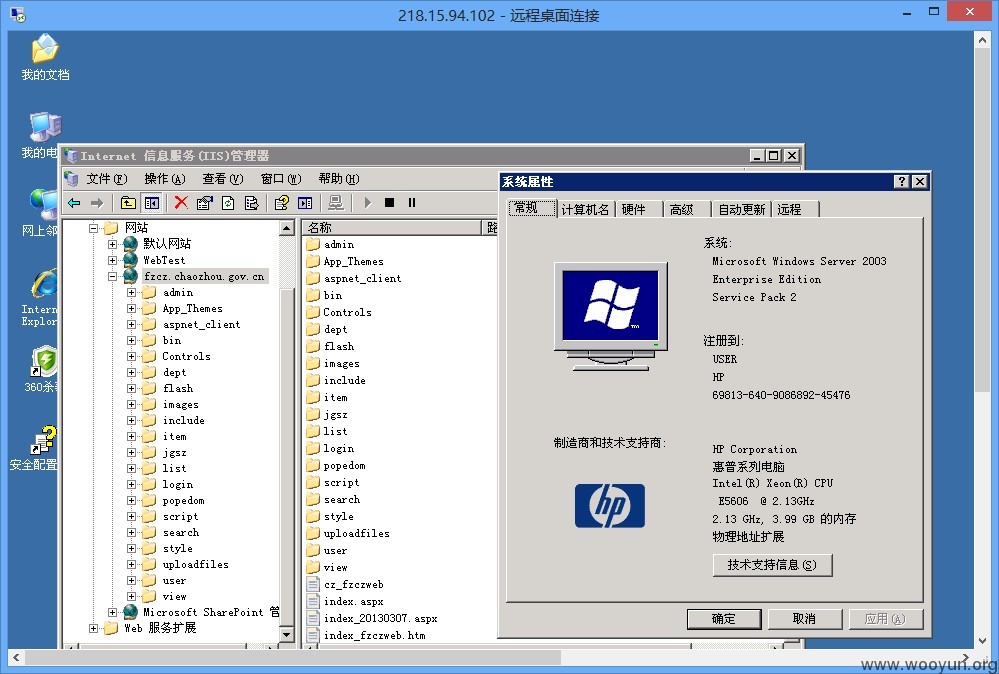 218.15.94.102 - 远程桌面连接
我的文档
我的电
网上邻
Intern
Explor
360杀
安全配置
Internet 信息服务(IIS)管理器
文件(F) 操作(A) 查看(V) 窗口(W) 帮助(H)
网站
默认网站
WebTest
fzcz.chaozhou.gov.cn
admin
App_Themes
aspnet_client
bin
Controls
dept
flash
images
include
item
jgsz
list
login
popedom
script
search
style
uploadfiles
user
view
Microsoft SharePoint 管
Web 服务扩展
名称 路
admin
App_Themes
aspnet_client
bin
Controls
dept
flash
images
include
item
jgsz
list
login
popedom
script
search
style
uploadfiles
user
view
cz_fzczweb
index.aspx
index_20130307.aspx
index_fzczweb.htm
系统属性
常规 计算机名 硬件 高级 自动更新 远程
系统:
Microsoft Windows Server 2003
Enterprise Edition
Service Pack 2
注册到:
USER
HP
69813-640-9086892-45476
制造商和技术支持商:
hp
HP Corporation
惠普系列电脑
Intel(R) Xeon(R) CPU
E5606 @ 2.13GHz
2.13 GHz, 3.99 GB 的内存
物理地址扩展
技术支持信息(S)
确定 取消 应用(A)
www.wooyun.org